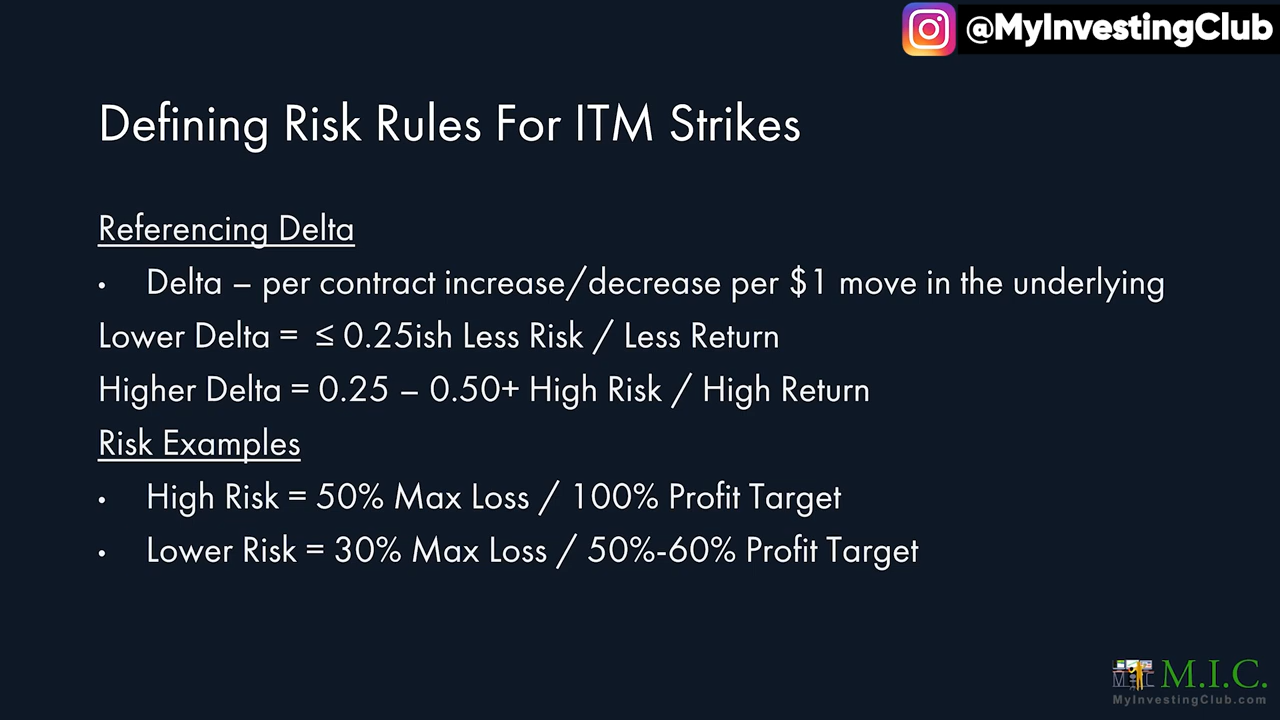 @MyInvestingClub
Defining Risk Rules For ITM Strikes
Referencing Delta
• Delta – per contract increase/decrease per $1 move in the underlying
Lower Delta = ≤ 0.25ish Less Risk / Less Return
Higher Delta = 0.25 – 0.50+ High Risk / High Return
Risk Examples
• High Risk = 50% Max Loss / 100% Profit Target
• Lower Risk = 30% Max Loss / 50%-60% Profit Target
M.I.C.
MyInvestingClub.com